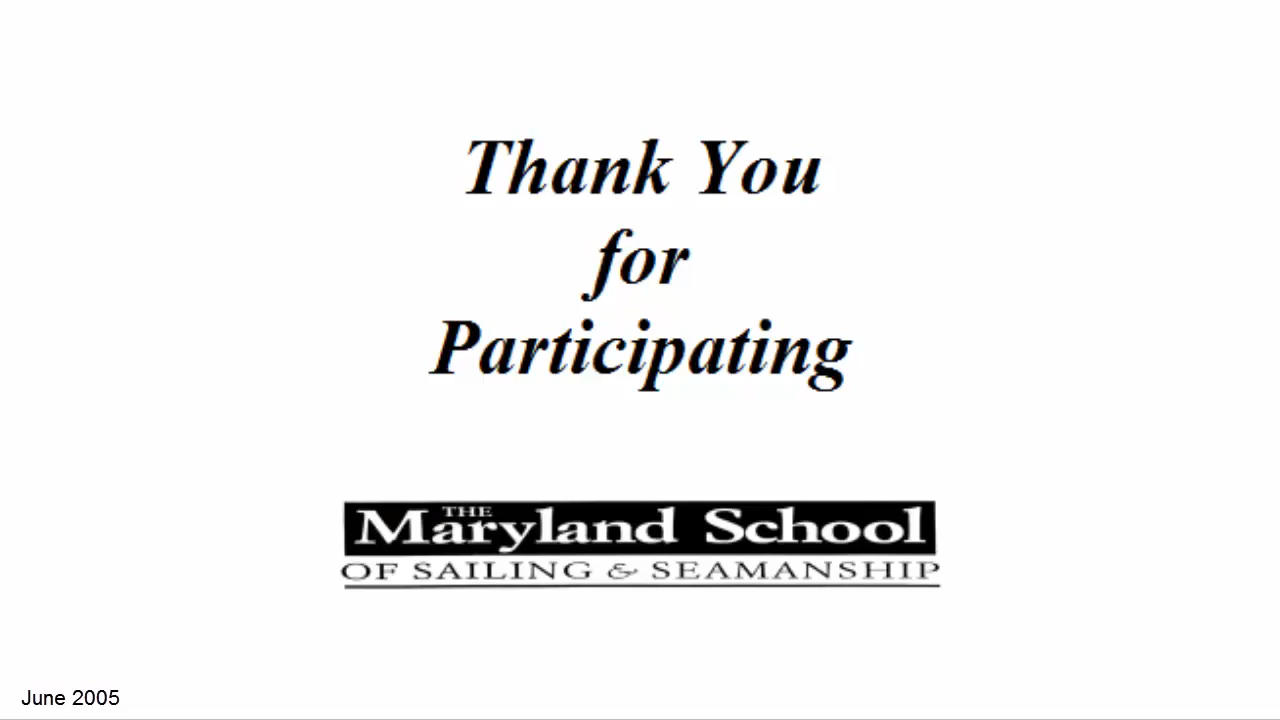 Thank You
for
Participating
THE
Maryland School
OF SAILING & SEAMANSHIP
June 2005